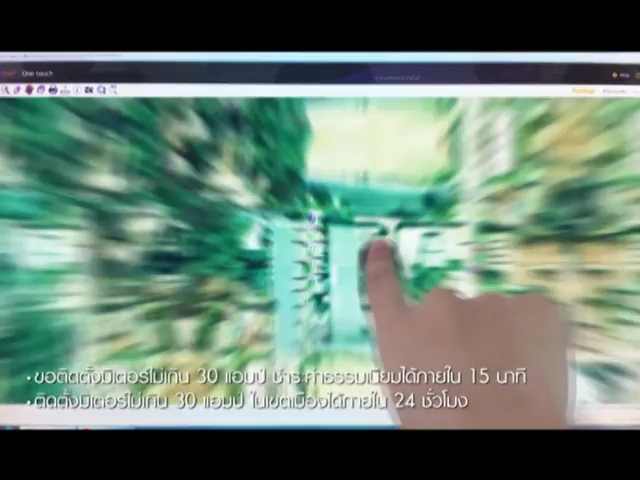 One touch
• ขอติดตั้งมิเตอร์ไม่เกิน 30 แอมป์ ชำระค่าธรรมเนียมได้ภายใน 15 นาที
• ติดตั้งมิเตอร์ไม่เกิน 30 แอมป์ ในเขตเมืองได้ภายใน 24 ชั่วโมง